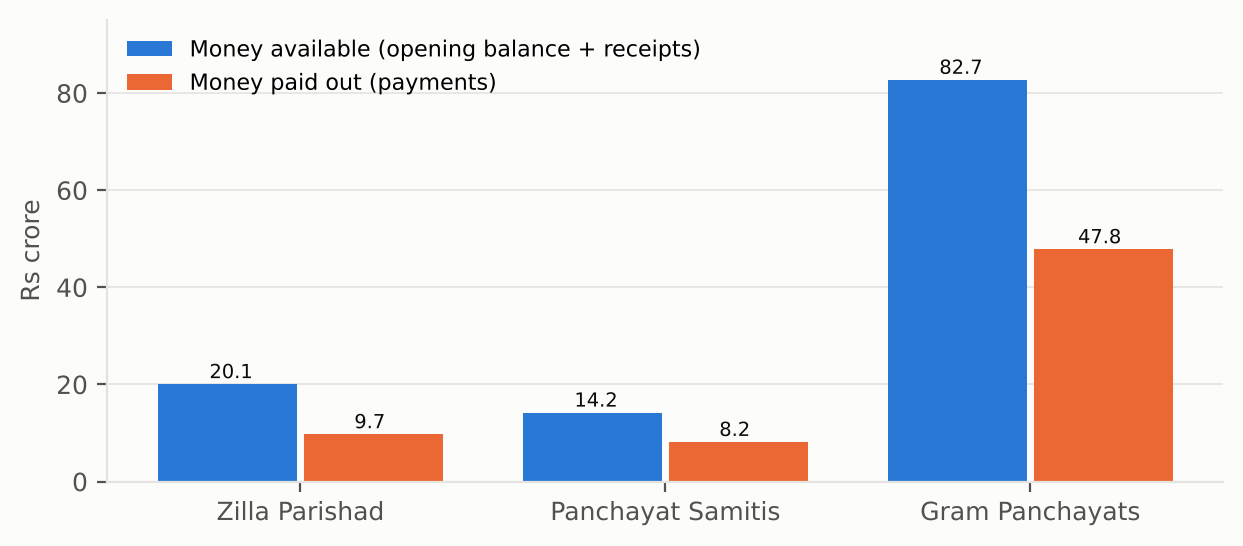 Money available (opening balance + receipts)
Money paid out (payments)
Rs crore
80
60
40
20
0
20.1
9.7
14.2
8.2
82.7
47.8
Zilla Parishad
Panchayat Samitis
Gram Panchayats